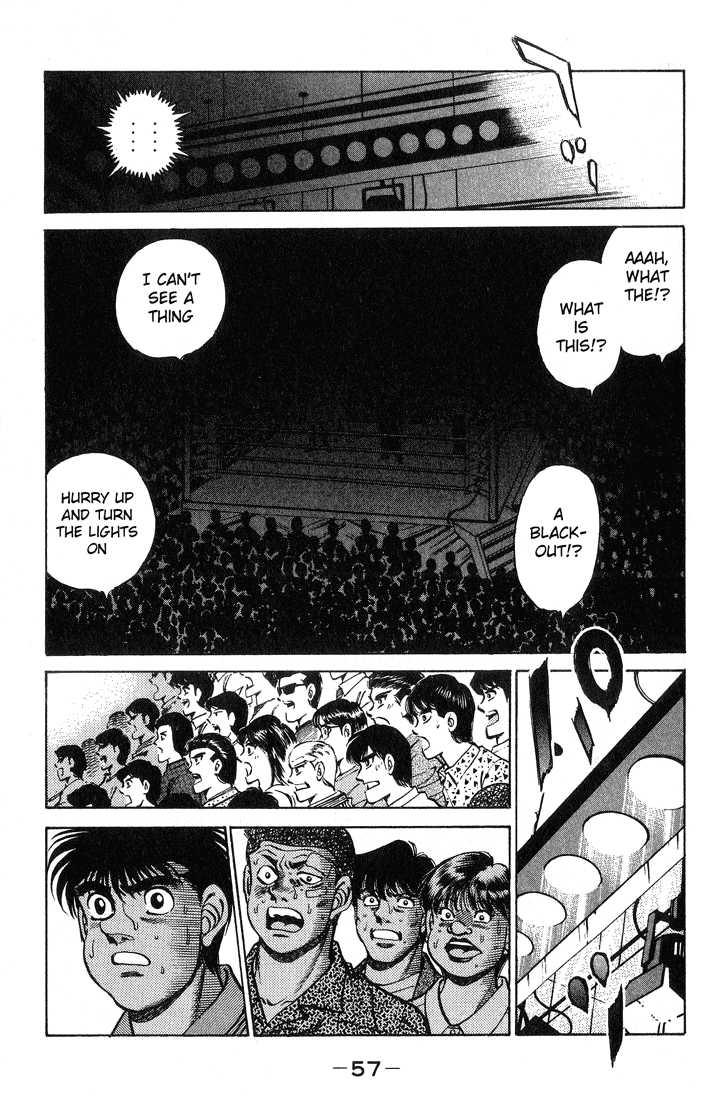 AAAH,
WHAT
THE!?
WHAT
IS
THIS!?
I CAN'T
SEE A
THING
A
BLACK-
OUT!?
HURRY UP
AND TURN
THE LIGHTS
ON
-57-